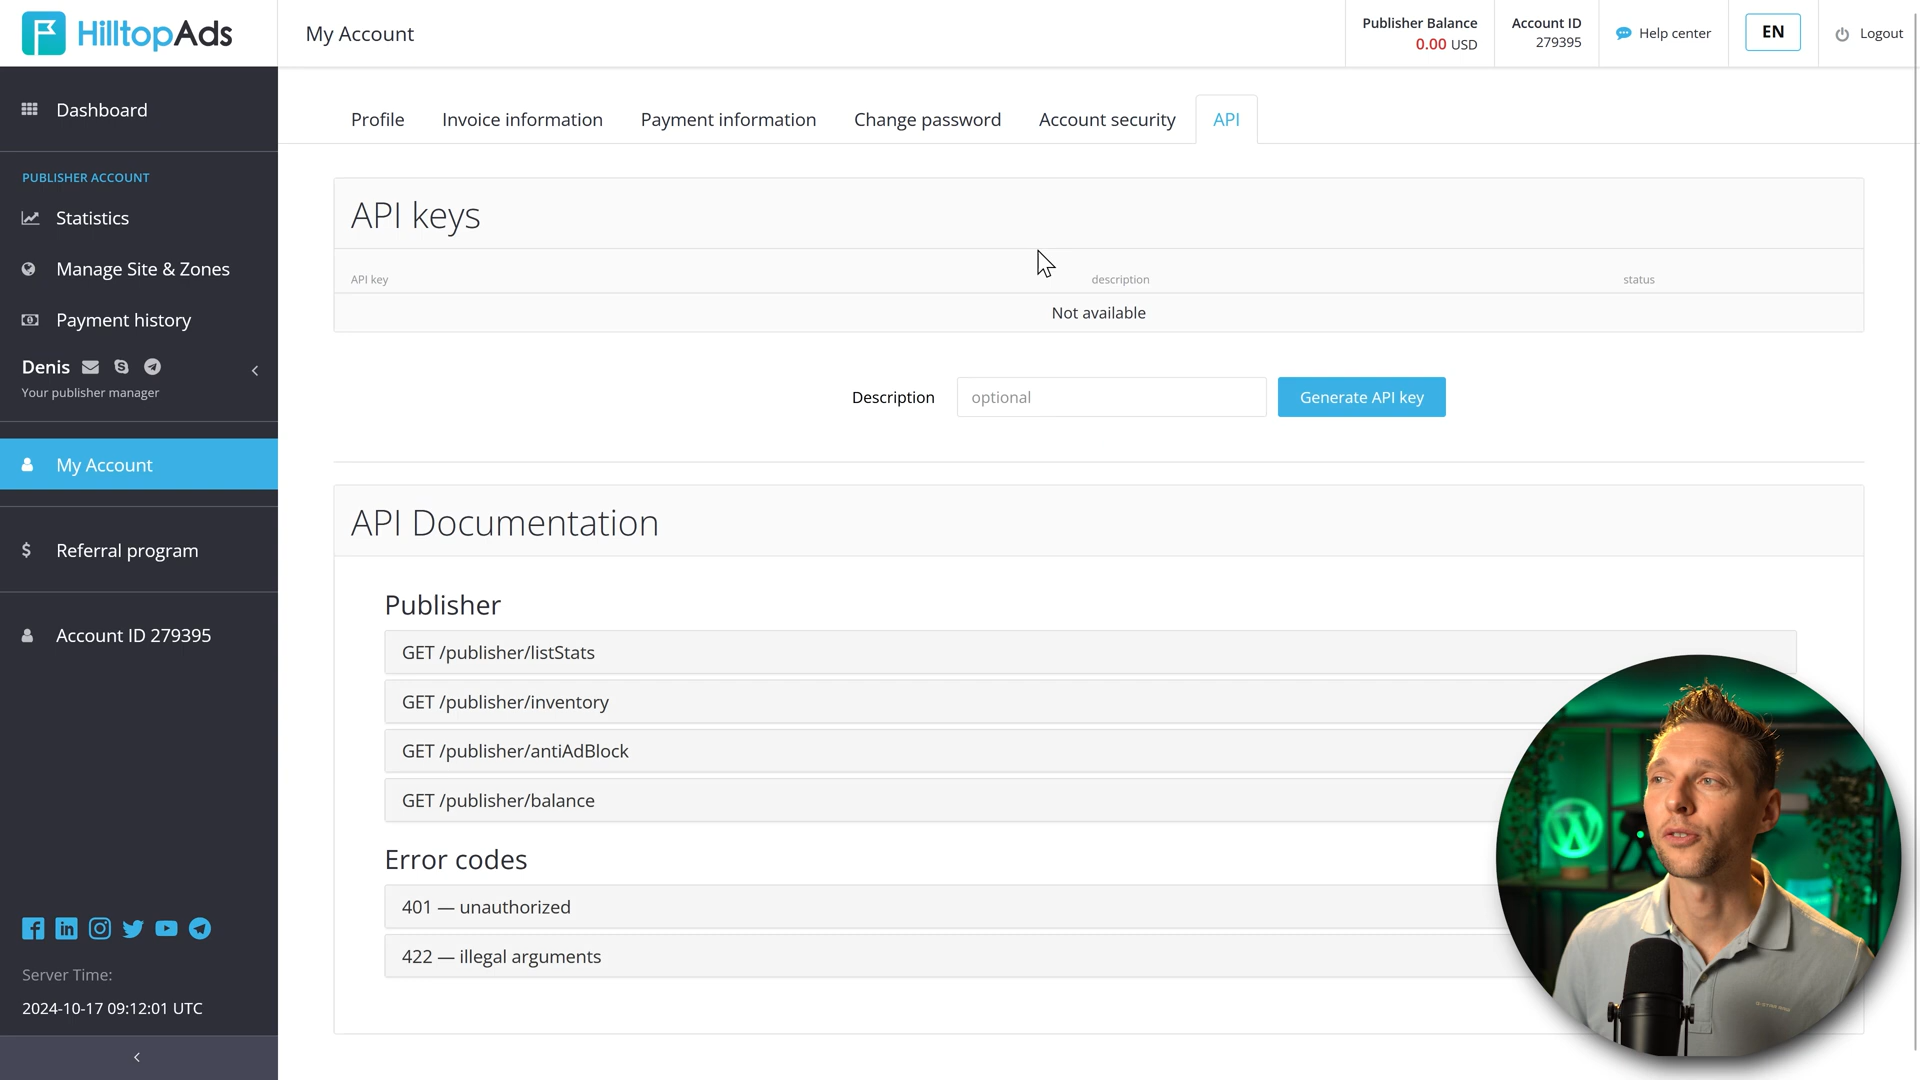 HilltopAds
My Account
Publisher Balance
0.00 USD
Account ID
279395
Help center
EN
Logout
Dashboard
PUBLISHER ACCOUNT
Statistics
Manage Site & Zones
Payment history
Denis
Your publisher manager
My Account
Referral program
Account ID 279395
Server Time:
2024-10-17 09:12:01 UTC
Profile
Invoice information
Payment information
Change password
Account security
API
API keys
API key
description
status
Not available
Description
optional
Generate API key
API Documentation
Publisher
GET /publisher/listStats
GET /publisher/inventory
GET /publisher/antiAdBlock
GET /publisher/balance
Error codes
401 — unauthorized
422 — illegal arguments